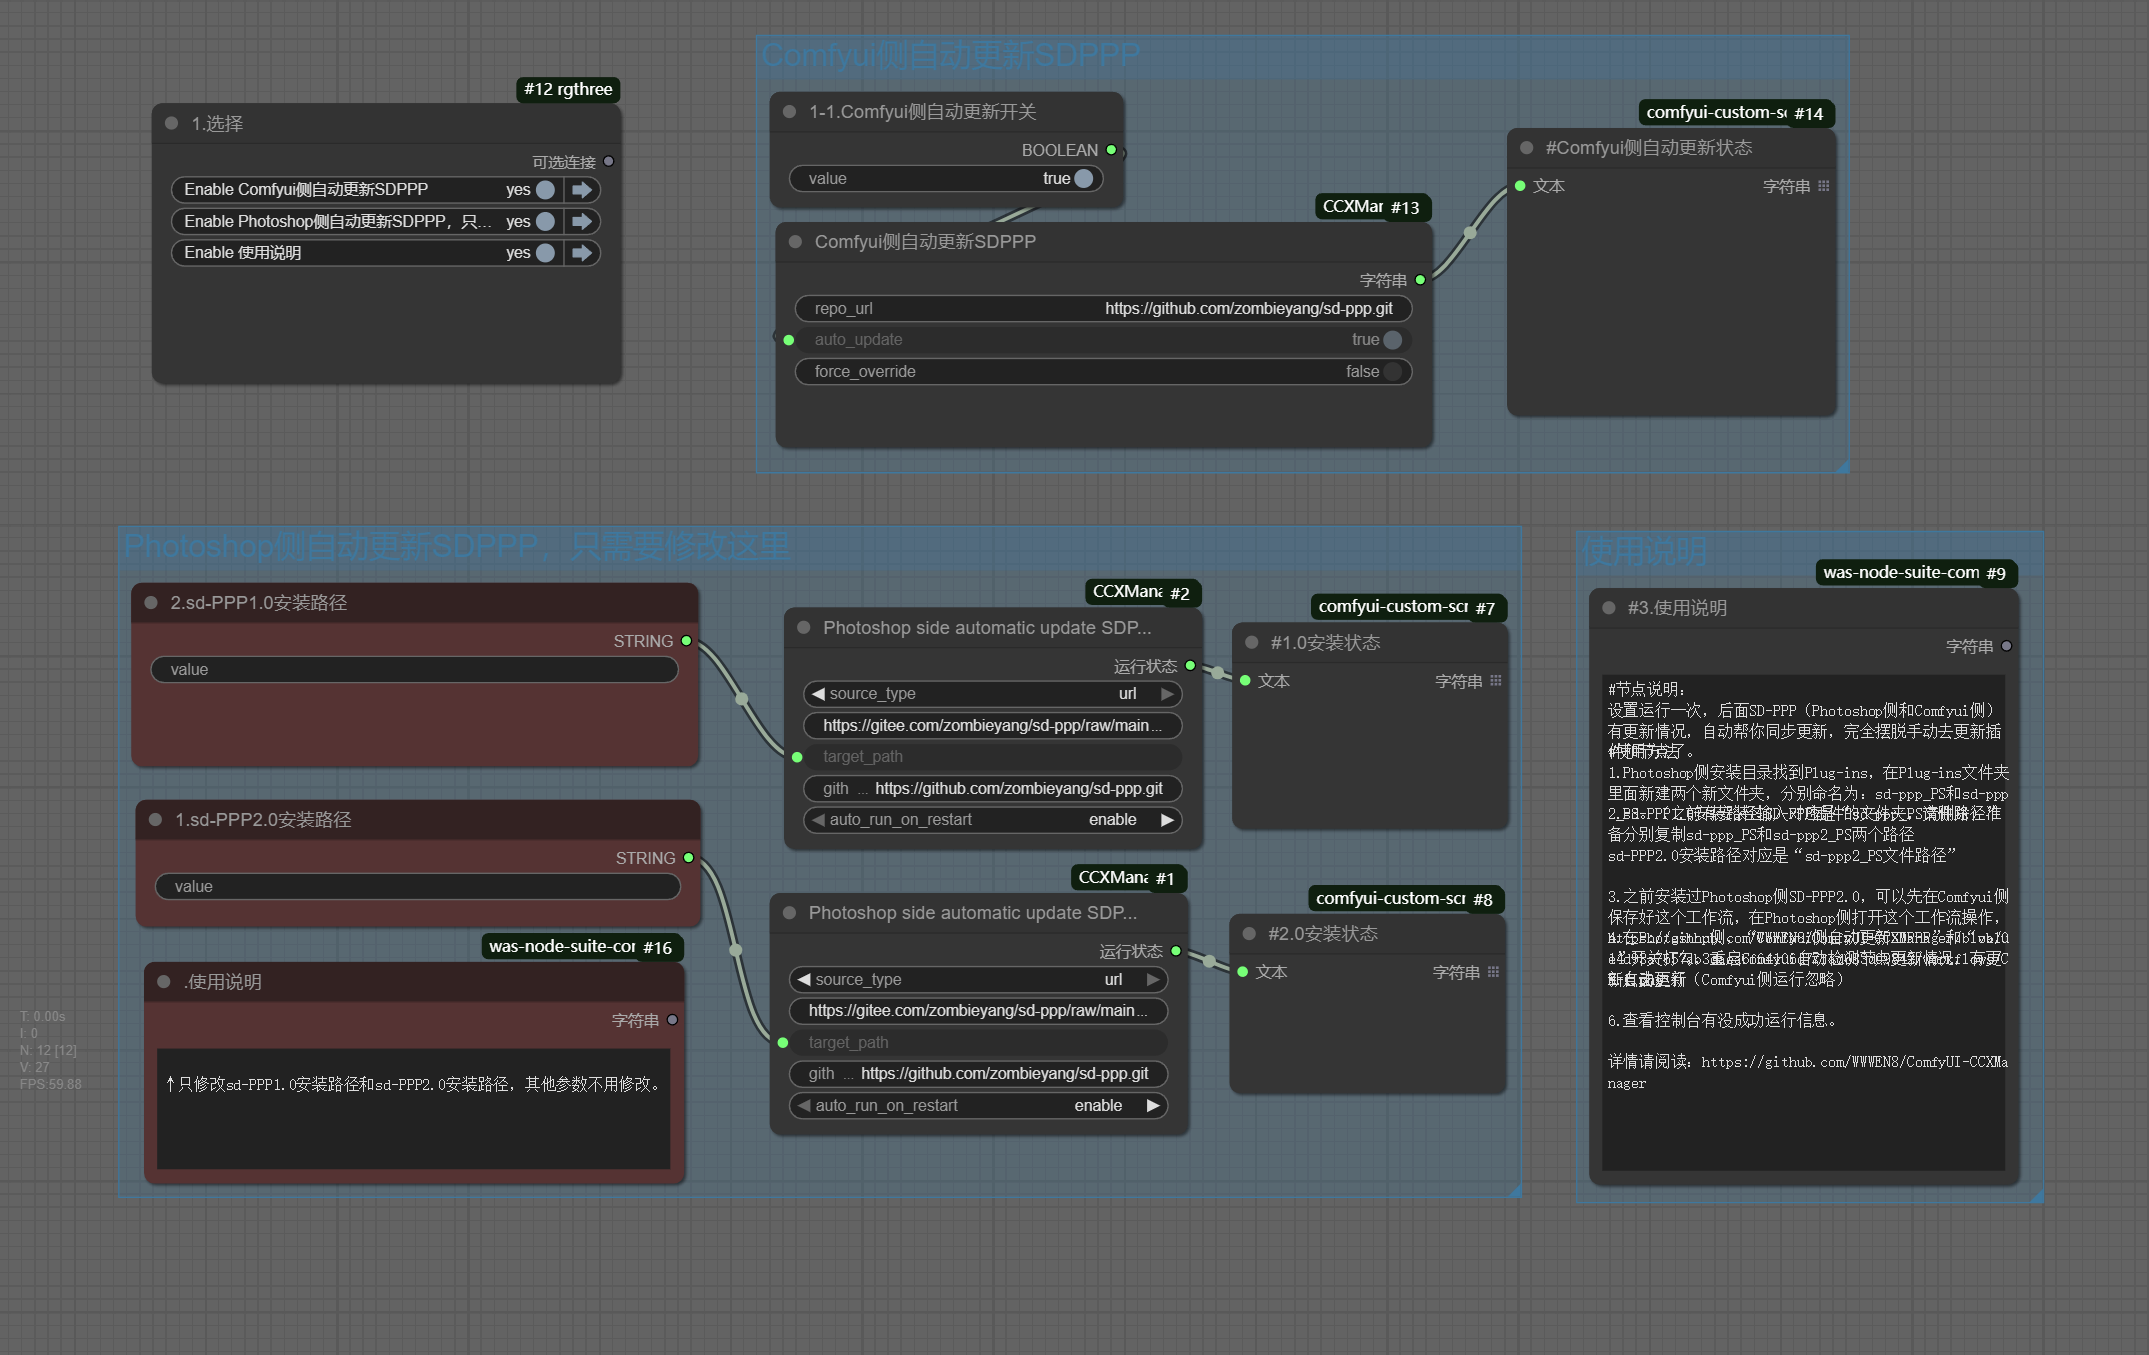 #12 rgthree
1.选择
可选连接
Enable Comfyui侧自动更新SDPPP yes
Enable Photoshop侧自动更新SDPPP，只... yes
Enable 使用说明 yes
Comfyui侧自动更新SDPPP
1-1.Comfyui侧自动更新开关
BOOLEAN
value true
CCXMar #13
Comfyui侧自动更新SDPPP
字符串
repo_url https://github.com/zombieyang/sd-ppp.git
auto_update true
force_override false
comfyui-custom-sc #14
#Comfyui侧自动更新状态
文本 字符串
Photoshop侧自动更新SDPPP，只需要修改这里
2.sd-PPP1.0安装路径
STRING
value
1.sd-PPP2.0安装路径
STRING
value
was-node-suite-cor #16
.使用说明
字符串
↑只修改sd-PPP1.0安装路径和sd-PPP2.0安装路径，其他参数不用修改。
CCXMana #2
Photoshop side automatic update SDP...
运行状态
source_type url
https://gitee.com/zombieyang/sd-ppp/raw/main...
target_path
gith ... https://github.com/zombieyang/sd-ppp.git
auto_run_on_restart enable
comfyui-custom-scr #7
#1.0安装状态
文本 字符串
CCXMana #1
Photoshop side automatic update SDP...
运行状态
source_type url
https://gitee.com/zombieyang/sd-ppp/raw/main...
target_path
gith ... https://github.com/zombieyang/sd-ppp.git
auto_run_on_restart enable
comfyui-custom-scr #8
#2.0安装状态
文本 字符串
使用说明
was-node-suite-com #9
#3.使用说明
字符串
#节点说明：
设置运行一次，后面SD-PPP（Photoshop侧和Comfyui侧）
有更新情况，自动帮你同步更新，完全摆脱手动去更新插
1.Photoshop侧安装目录找到Plug-ins，在Plug-ins文件夹
里面新建两个新文件夹，分别命名为：sd-ppp_PS和sd-ppp
备分别复制sd-ppp_PS和sd-ppp2_PS两个路径
sd-PPP2.0安装路径对应是“sd-ppp2_PS文件路径”
3.之前安装过Photoshop侧SD-PPP2.0，可以先在Comfyui侧
保存好这个工作流，在Photoshop侧打开这个工作流操作，
新自动更新（Comfyui侧运行忽略）
6.查看控制台有没成功运行信息。
详情请阅读：https://github.com/WWWEN8/ComfyUI-CCXMa
nager
T: 0.00s
I: 0
N: 12 [12]
V: 27
FPS:59.88